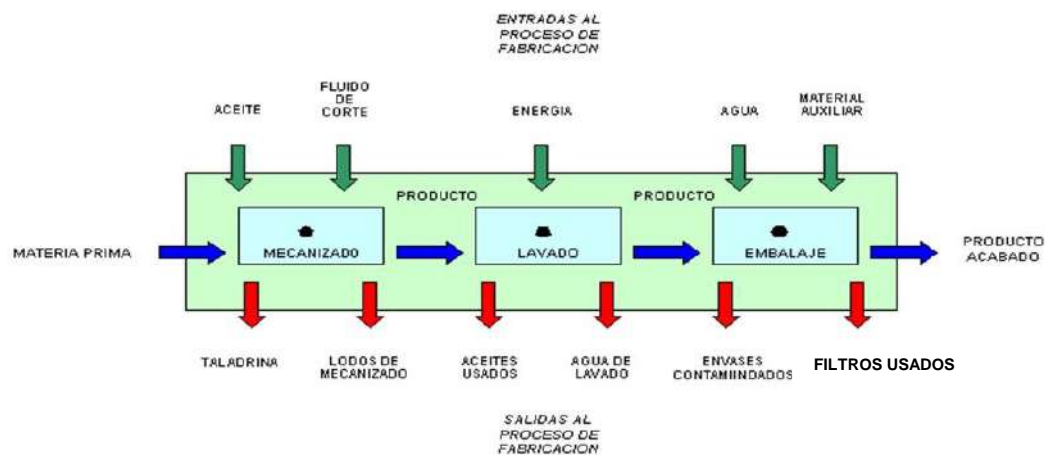 ENTRADAS AL
PROCESO DE
FABRICACION
ACEITE
FLUIDO
DE
CORTE
ENERGIA
AGUA
MATERIAL
AUXILIAR
PRODUCTO
PRODUCTO
MATERIA PRIMA
MECANIZADO
LAVADO
EMBALAJE
PRODUCTO
ACABADO
TALADRINA
LODOS DE
MECANIZADO
ACEITES
USADOS
AGUA DE
LAVADO
ENVASES
CONTAMIINDADOS
FILTROS USADOS
SALIDAS AL
PROCESO DE
FABRICACION